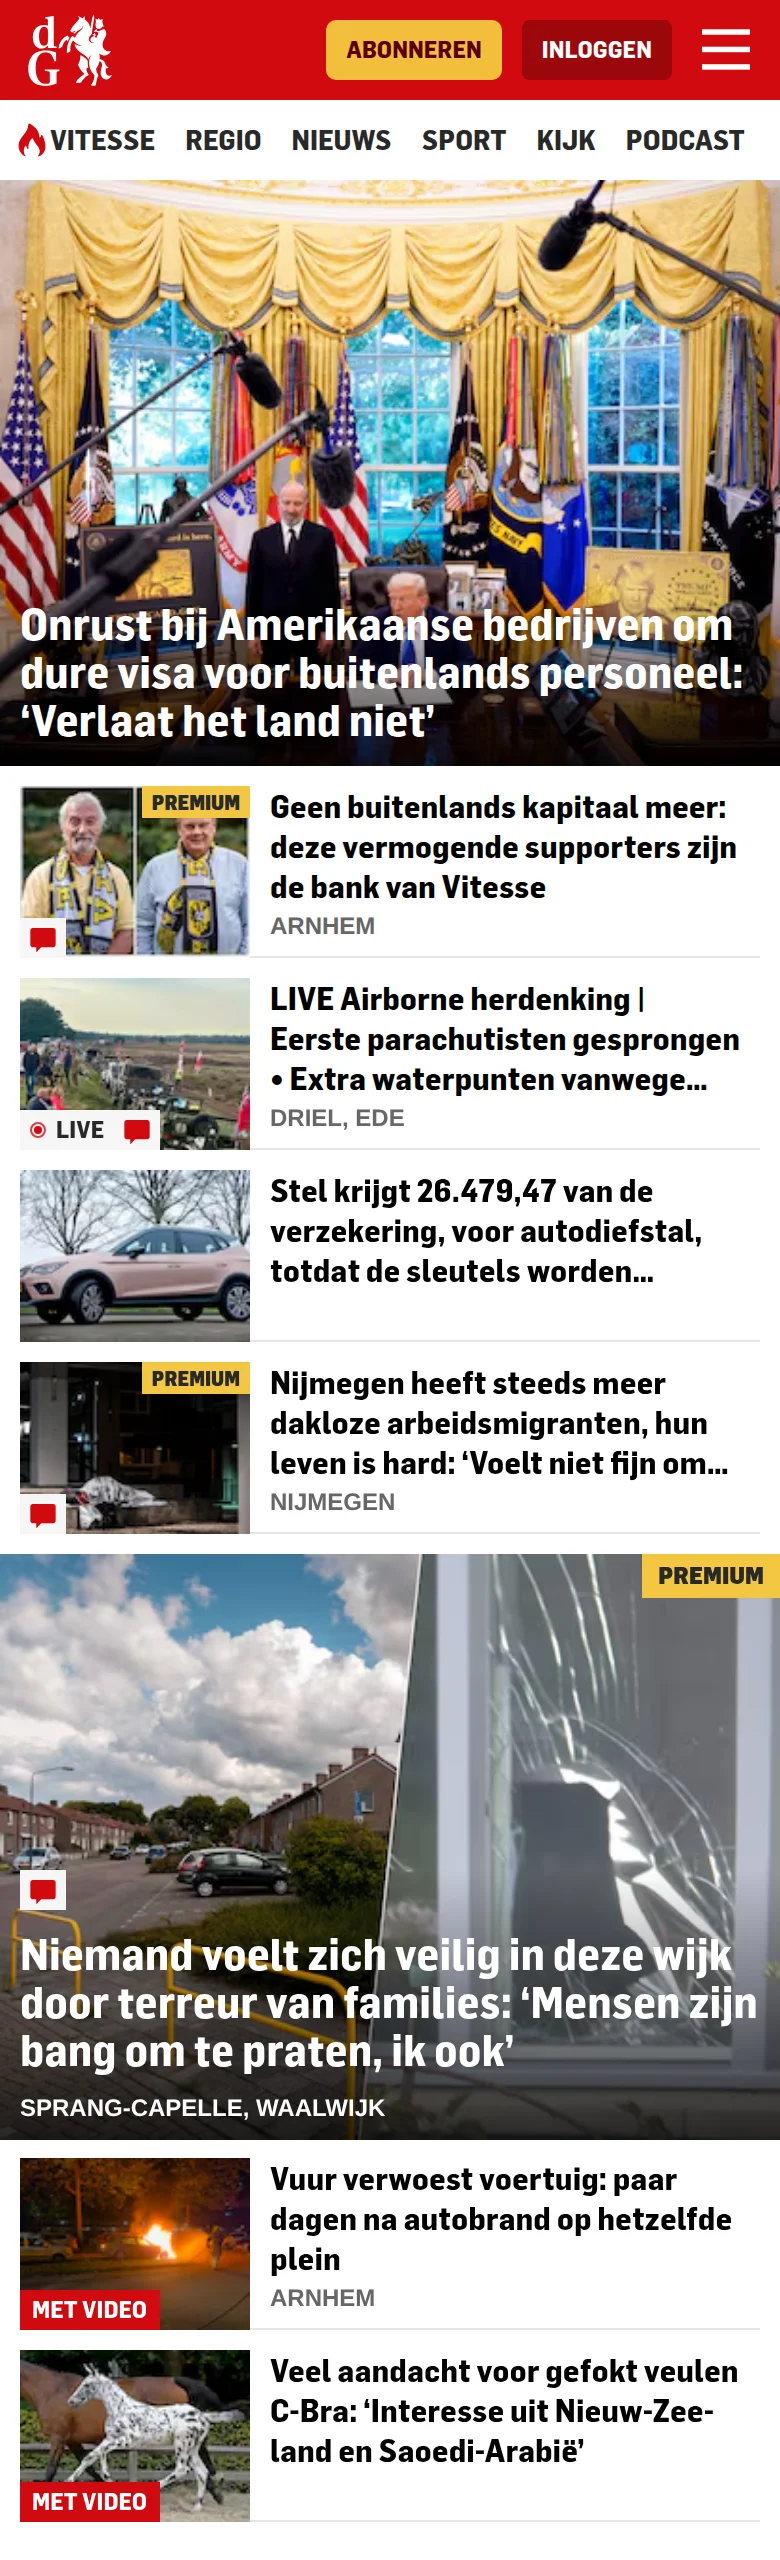 dG
ABONNEREN
INLOGGEN
VITESSE REGIO NIEUWS SPORT KIJK PODCAST
Onrust bij Amerikaanse bedrijven om
dure visa voor buitenlands personeel:
‘Verlaat het land niet’
PREMIUM
Geen buitenlands kapitaal meer:
deze vermogende supporters zijn
de bank van Vitesse
ARNHEM
LIVE Airborne herdenking |
Eerste parachutisten gesprongen
• Extra waterpunten vanwege...
DRIEL, EDE
LIVE
Stel krijgt 26.479,47 van de
verzekering, voor autodiefstal,
totdat de sleutels worden...
PREMIUM
Nijmegen heeft steeds meer
dakloze arbeidsmigranten, hun
leven is hard: ‘Voelt niet fijn om...
NIJMEGEN
PREMIUM
Niemand voelt zich veilig in deze wijk
door terreur van families: ‘Mensen zijn
bang om te praten, ik ook’
SPRANG-CAPELLE, WAALWIJK
Vuur verwoest voertuig: paar
dagen na autobrand op hetzelfde
plein
ARNHEM
MET VIDEO
Veel aandacht voor gefokt veulen
C-Bra: ‘Interesse uit Nieuw-Zee-
land en Saoedi-Arabië’
MET VIDEO